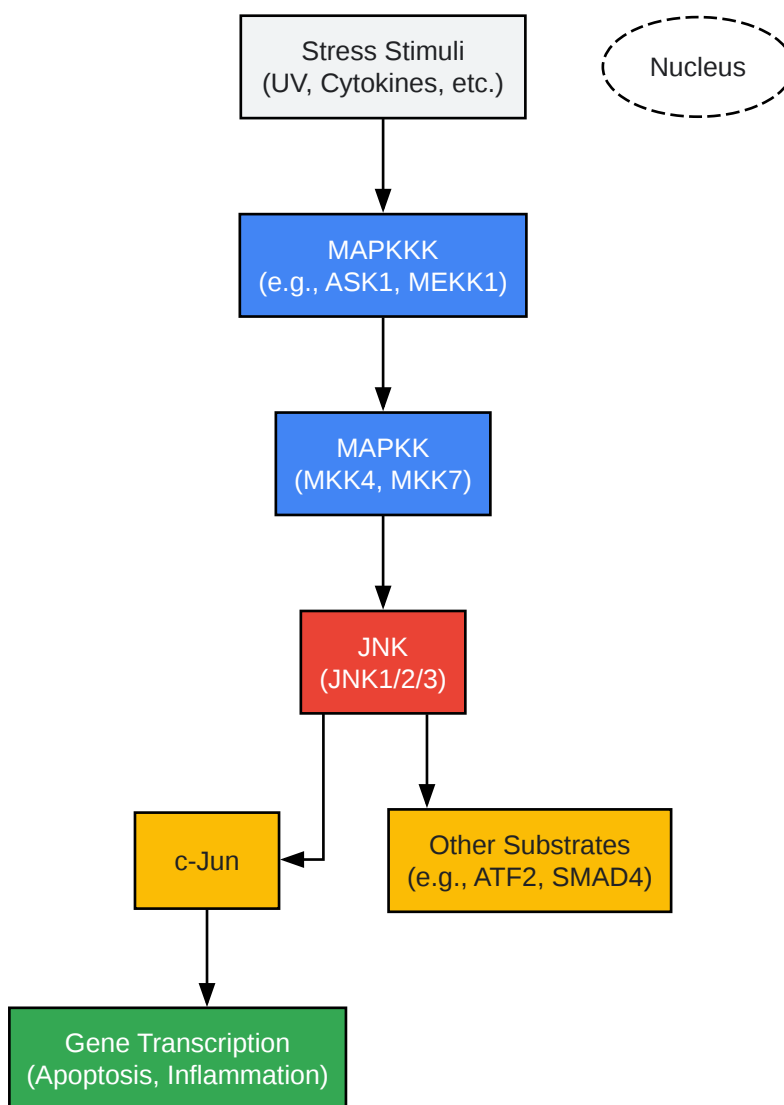 Stress Stimuli
(UV, Cytokines, etc.)
Nucleus
MAPKKK
(e.g., ASK1, MEKK1)
MAPKK
(MKK4, MKK7)
JNK
(JNK1/2/3)
c-Jun
Other Substrates
(e.g., ATF2, SMAD4)
Gene Transcription
(Apoptosis, Inflammation)